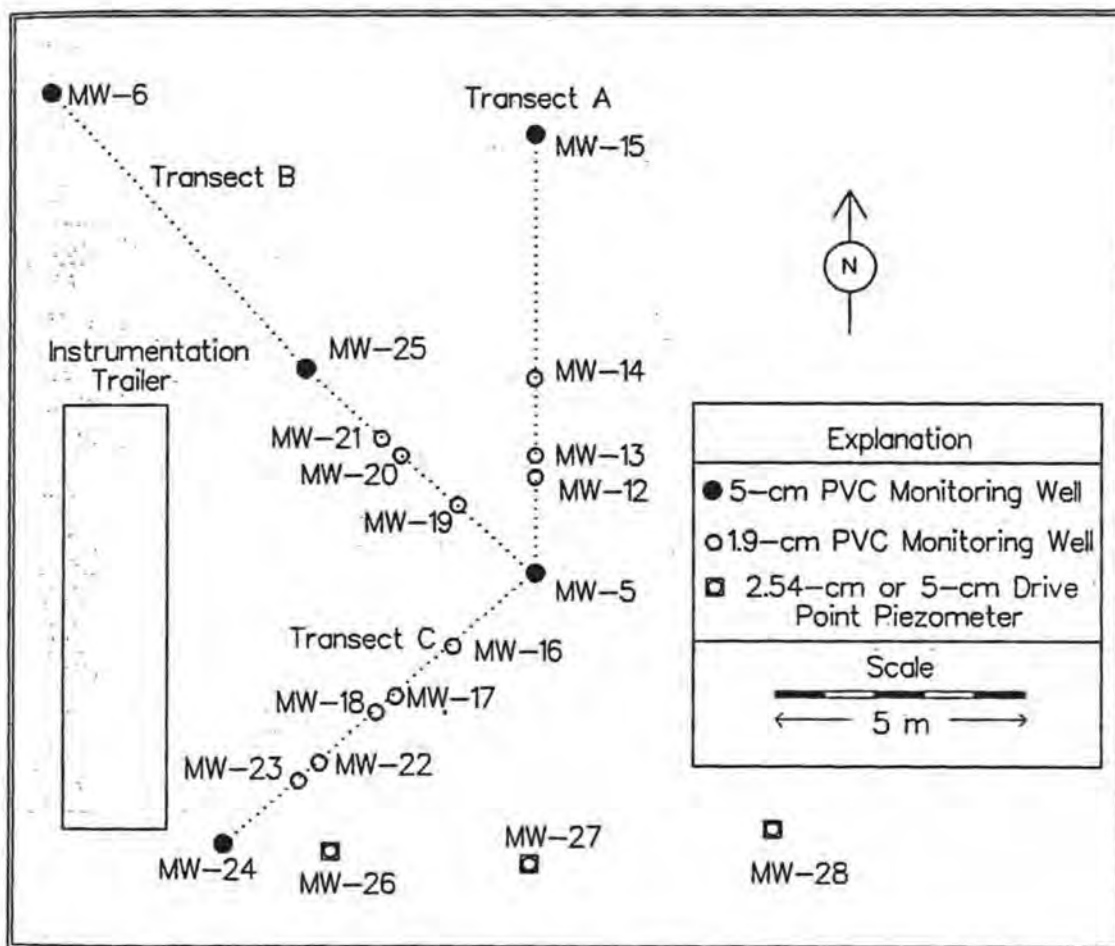 MW-6
Transect A
MW-15
Transect B
N
MW-25
Instrumentation
Trailer
MW-14
MW-21
MW-13
MW-20
MW-12
MW-19
MW-5
Transect C
MW-16
MW-18
MW-17
MW-23
MW-22
MW-24
MW-26
MW-27
MW-28
Explanation
5-cm PVC Monitoring Well
1.9-cm PVC Monitoring Well
2.54-cm or 5-cm Drive
Point Piezometer
Scale
5 m